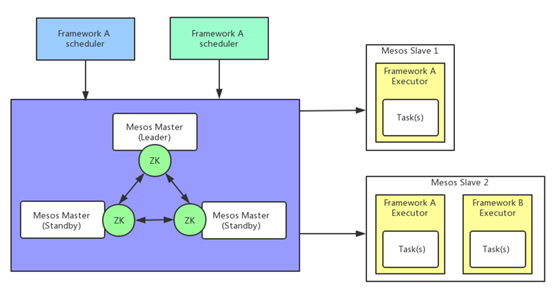 Framework A
scheduler
Framework A
scheduler
Mesos Master
(Leader)
ZK
Mesos Master
(Standby)
ZK
ZK
Mesos Master
(Standby)
Mesos Slave 1
Framework A
Executor
Task(s)
Mesos Slave 2
Framework A
Executor
Task(s)
Framework B
Executor
Task(s)